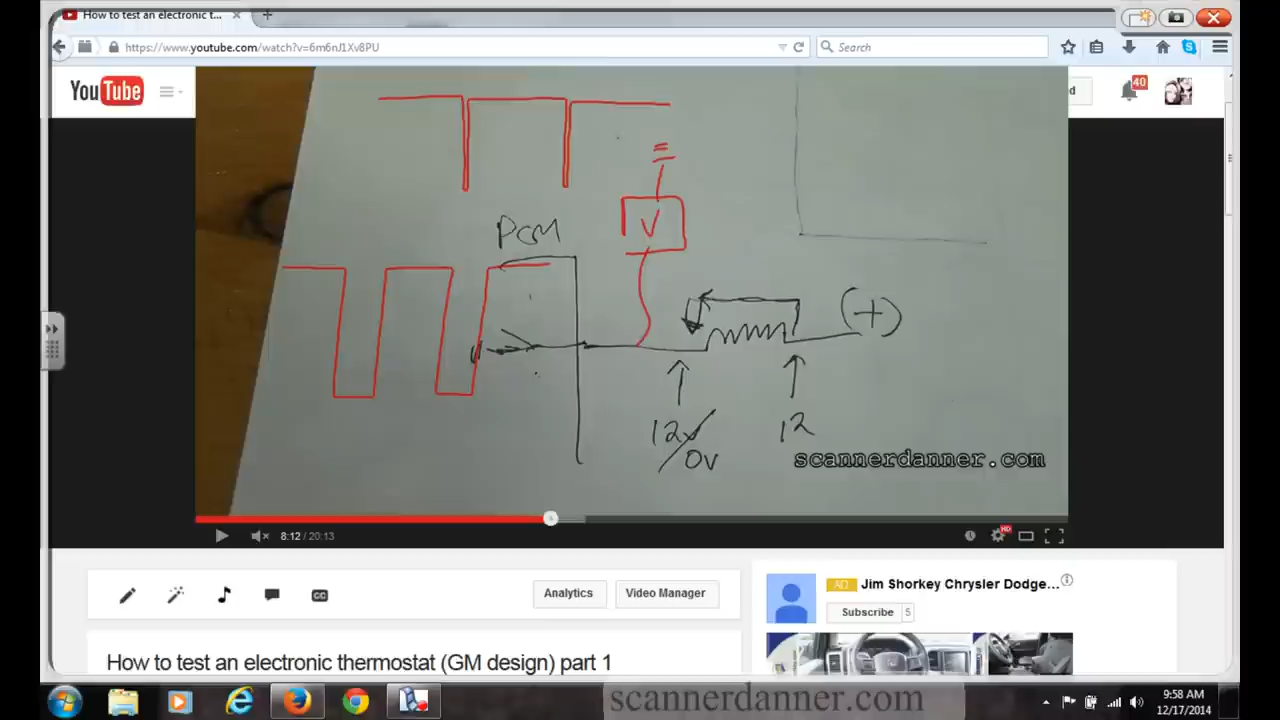 How to test an electronic t...
https://www.youtube.com/watch?v=6m6nJ1Xv8PU
Search
YouTube
d
40
V
PCM
(+)
12v/0v
12
scannerdanner.com
8:12 / 20:13
HD
CC
Analytics
Video Manager
AD Jim Shorkey Chrysler Dodge...
Subscribe 5
How to test an electronic thermostat (GM design) part 1
scannerdanner.com
9:58 AM
12/17/2014